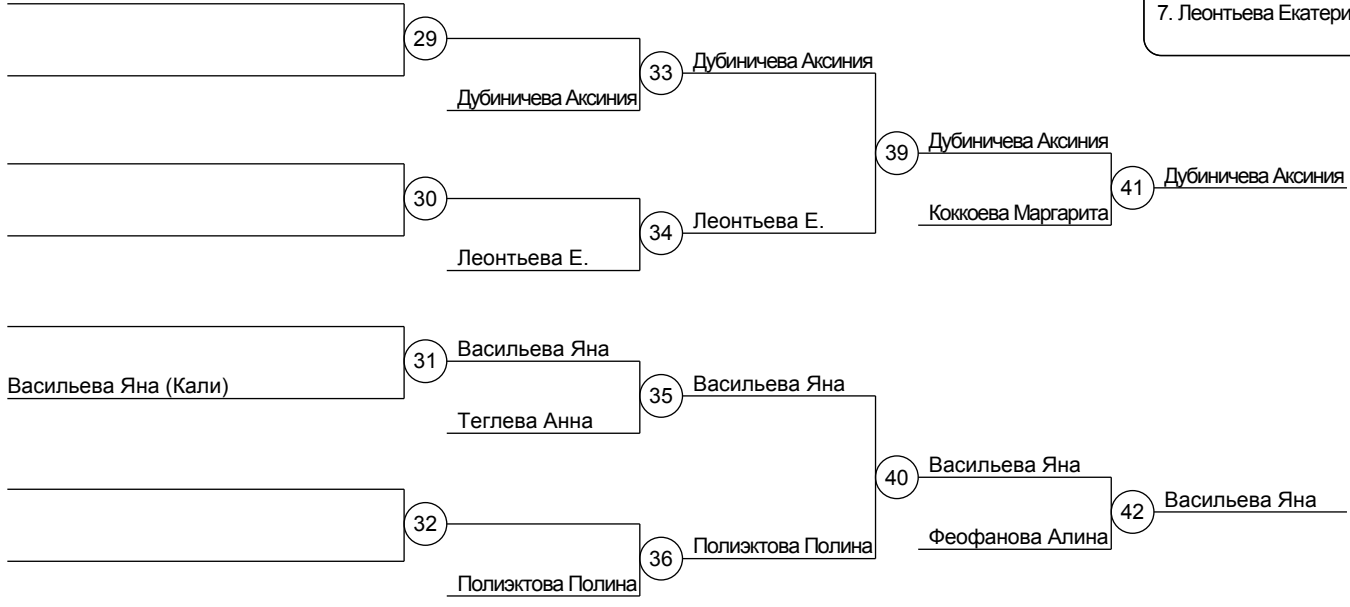 7. Леонтьева Екатери
29
33
Дубиничева Аксиния
Дубиничева Аксиния
39
Дубиничева Аксиния
41
Дубиничева Аксиния
30
34
Леонтьева Е.
Коккоева Маргарита
Леонтьева Е.
31
Васильева Яна
Васильева Яна (Кали)
35
Васильева Яна
Теглева Анна
40
Васильева Яна
42
Васильева Яна
32
Феофанова Алина
36
Полиэктова Полина
Полиэктова Полина